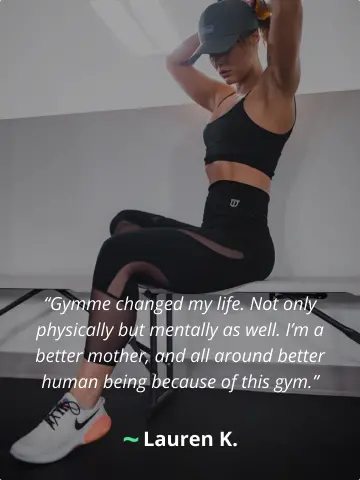 “Gymme changed my life. Not only
physically but mentally as well. I’m a
better mother, and all around better
human being because of this gym.”
~ Lauren K.